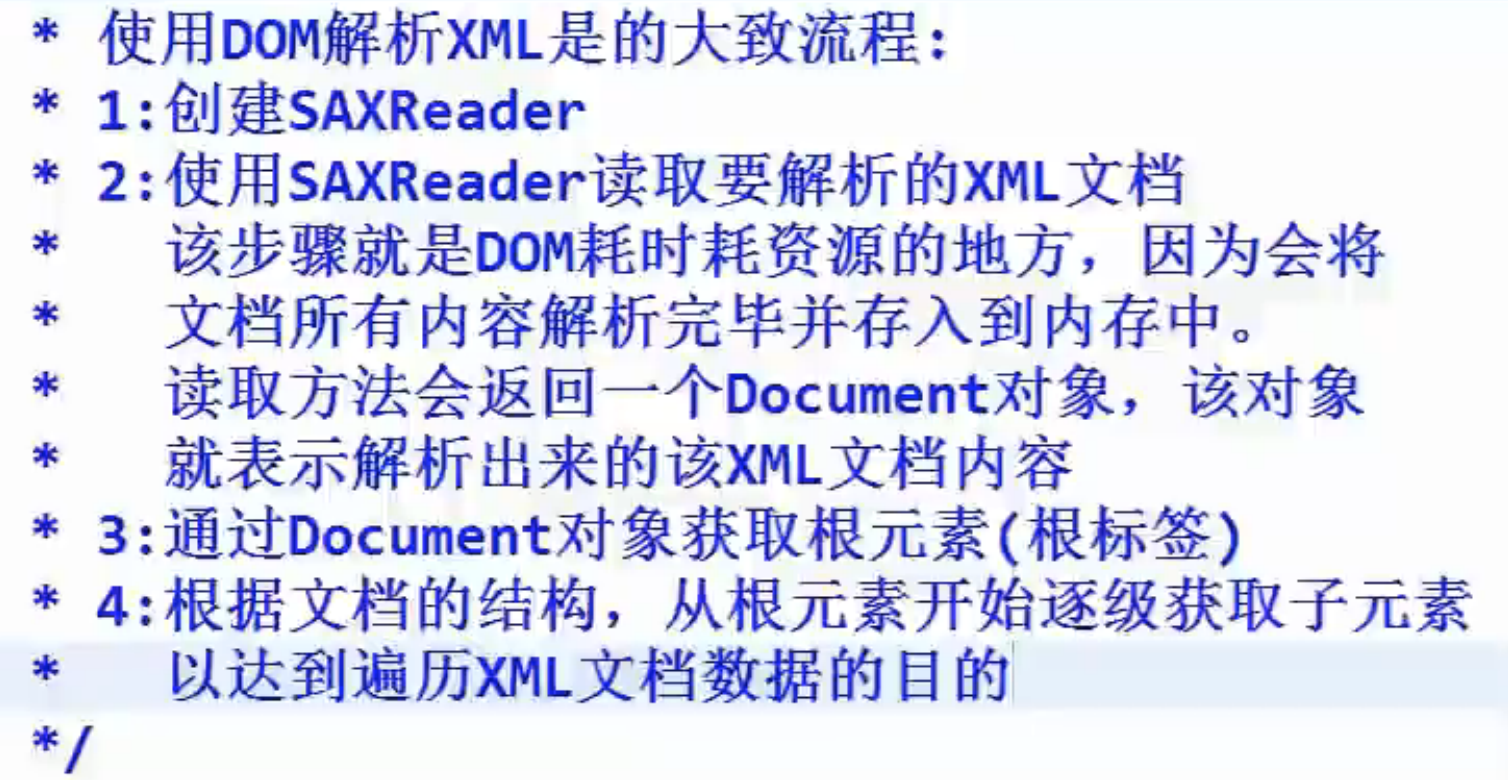 * 使用DOM解析XML是的大致流程:
* 1:创建SAXReader
* 2:使用SAXReader读取要解析的XML文档
* 该步骤就是DOM耗时耗资源的地方，因为会将
* 文档所有内容解析完毕并存入到内存中。
* 读取方法会返回一个Document对象，该对象
* 就表示解析出来的该XML文档内容
* 3:通过Document对象获取根元素(根标签)
* 4:根据文档的结构，从根元素开始逐级获取子元素
* 以达到遍历XML文档数据的目的
*/